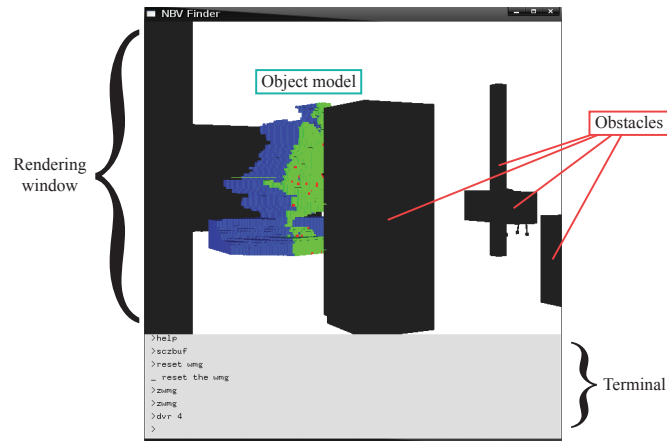 NBV Finder
Object model
Obstacles
Rendering
window
>help
>sczbuf
>reset wmg
_ reset the wmg
>zwmg
>zwmg
>dvr 4
>
Terminal